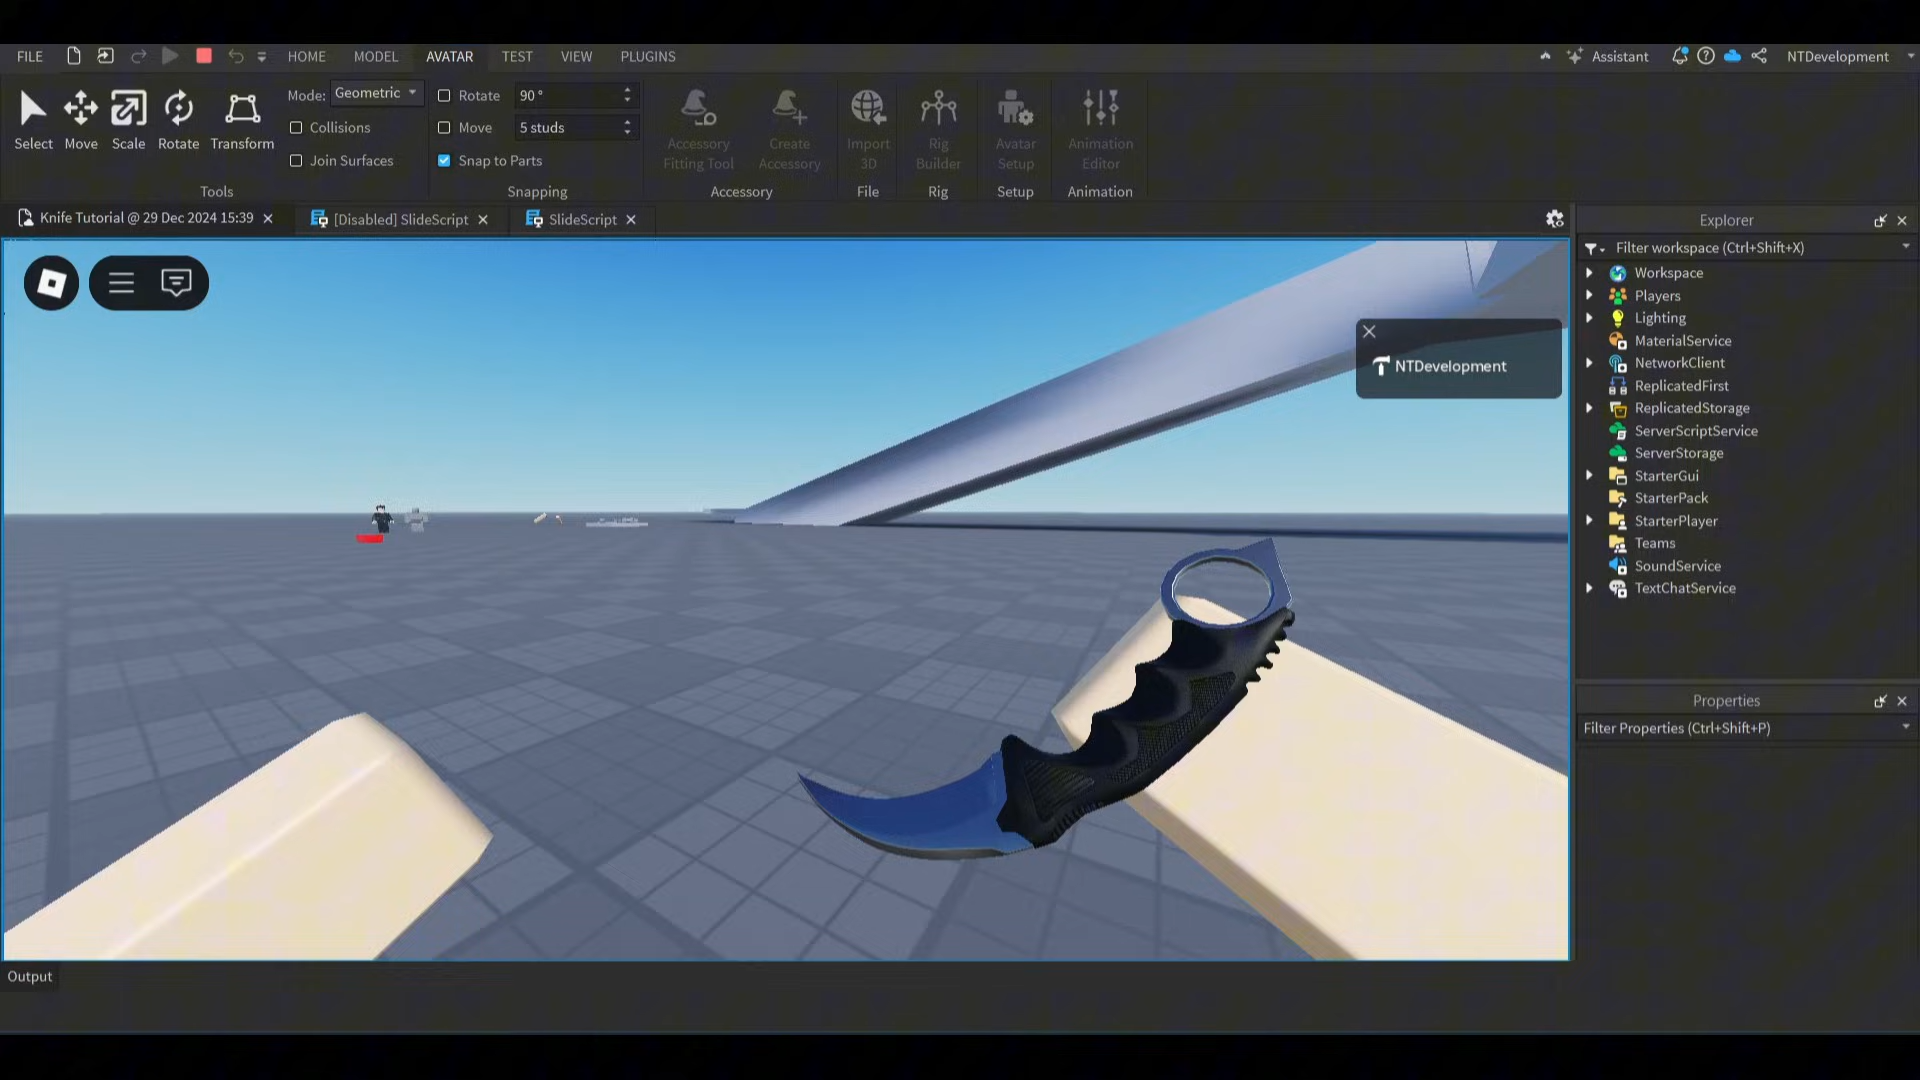 FILE HOME MODEL AVATAR TEST VIEW PLUGINS Assistant NTDevelopment
Select Move Scale Rotate Transform
Mode: Geometric
Collisions
Join Surfaces
Tools
Rotate 90 °
Move 5 studs
Snap to Parts
Snapping
Accessory Fitting Tool
Create Accessory
Accessory
Import 3D
File
Rig Builder
Rig
Avatar Setup
Setup
Animation Editor
Animation
Knife Tutorial @ 29 Dec 2024 15:39
[Disabled] SlideScript
SlideScript
NTDevelopment
Explorer
Filter workspace (Ctrl+Shift+X)
Workspace
Players
Lighting
MaterialService
NetworkClient
ReplicatedFirst
ReplicatedStorage
ServerScriptService
ServerStorage
StarterGui
StarterPack
StarterPlayer
Teams
SoundService
TextChatService
Properties
Filter Properties (Ctrl+Shift+P)
Output